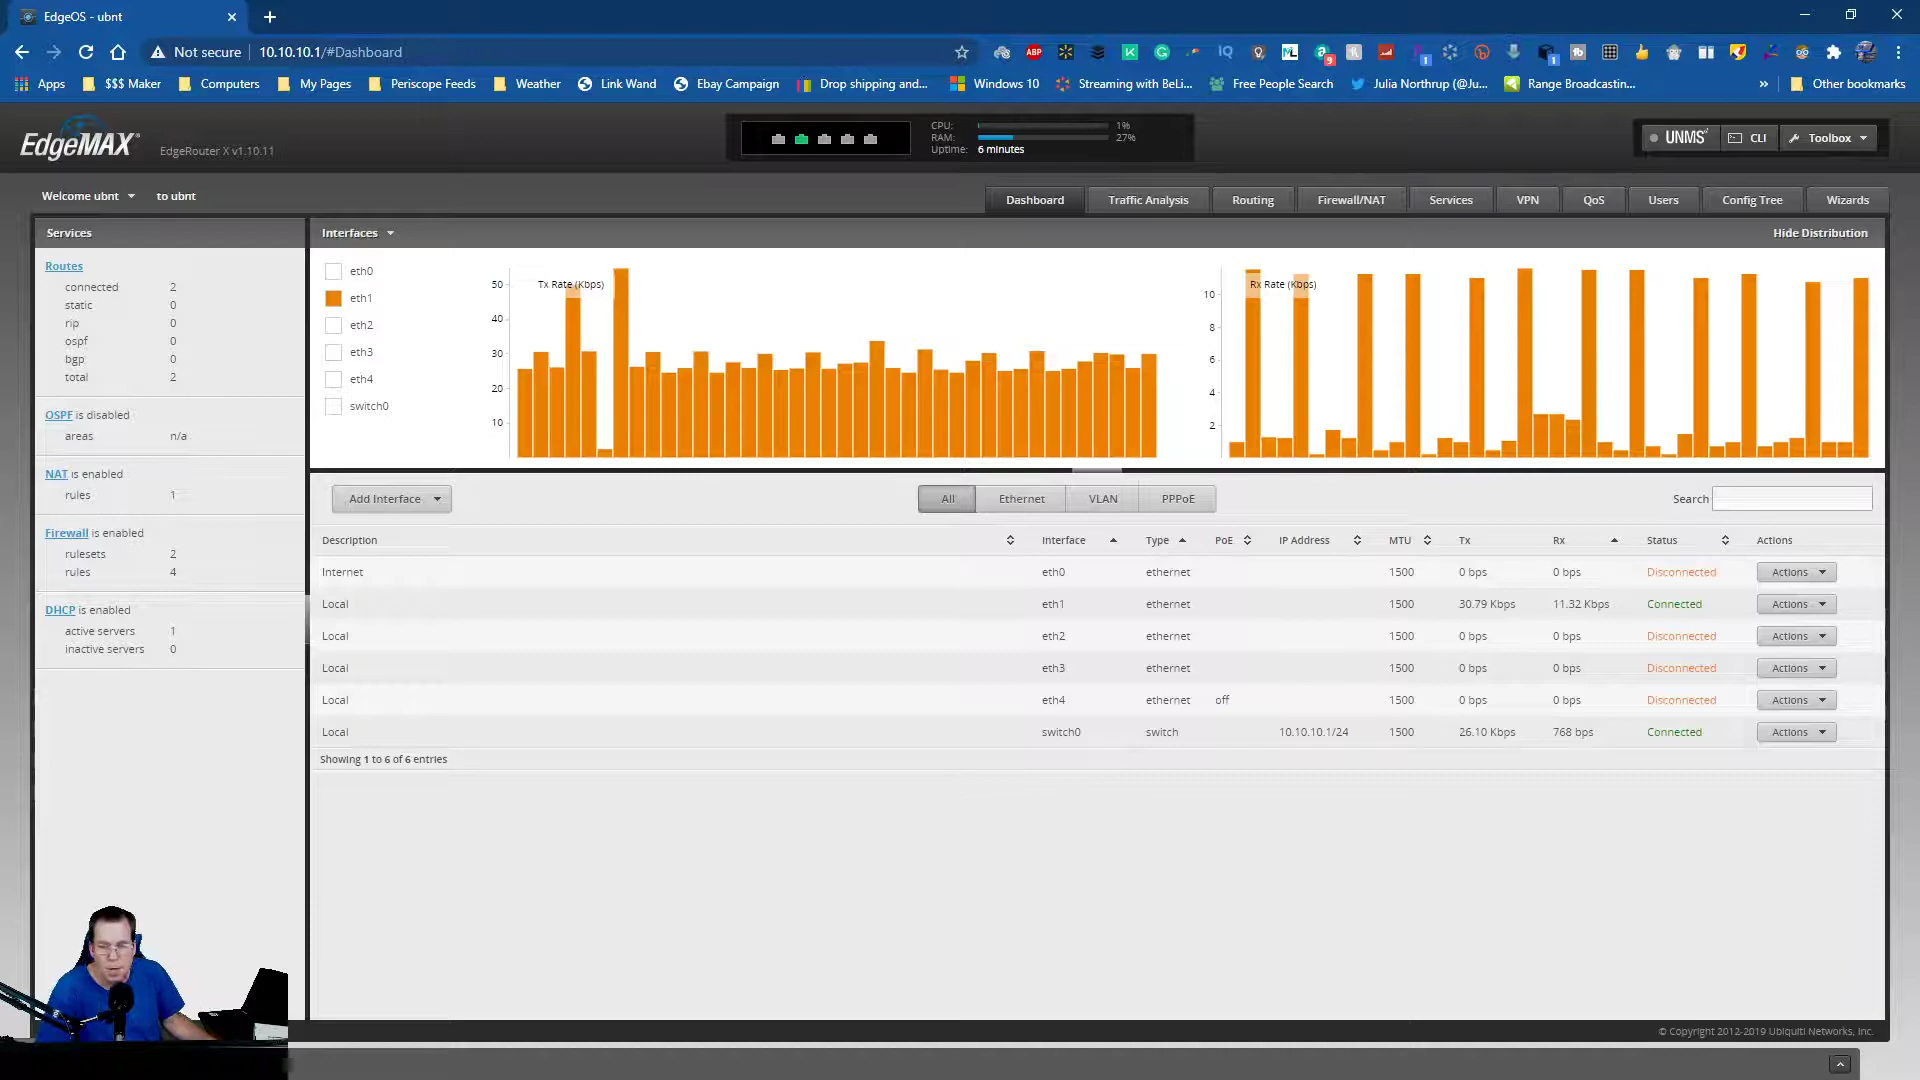 EdgeOS - ubnt
Not secure 10.10.10.1/#Dashboard
Apps $$$ Maker Computers My Pages Periscope Feeds Weather Link Wand Ebay Campaign Drop shipping and... Windows 10 Streaming with BeLi... Free People Search Julia Northrup (@Ju... Range Broadcastin... » Other bookmarks
EdgeMAX EdgeRouter X v1.10.11
CPU: 1%
RAM: 27%
Uptime: 6 minutes
UNMS CLI Toolbox
Welcome ubnt to ubnt
Dashboard Traffic Analysis Routing Firewall/NAT Services VPN QoS Users Config Tree Wizards
Services
Routes
connected 2
static 0
rip 0
ospf 0
bgp 0
total 2
OSPF is disabled
areas n/a
NAT is enabled
rules 1
Firewall is enabled
rulesets 2
rules 4
DHCP is enabled
active servers 1
inactive servers 0
Interfaces Hide Distribution
eth0
eth1
eth2
eth3
eth4
switch0
Tx Rate (Kbps)
50
40
30
20
10
Rx Rate (Kbps)
10
8
6
4
2
Add Interface All Ethernet VLAN PPPoE Search
Description Interface Type PoE IP Address MTU Tx Rx Status Actions
Internet eth0 ethernet 1500 0 bps 0 bps Disconnected Actions
Local eth1 ethernet 1500 30.79 Kbps 11.32 Kbps Connected Actions
Local eth2 ethernet 1500 0 bps 0 bps Disconnected Actions
Local eth3 ethernet 1500 0 bps 0 bps Disconnected Actions
Local eth4 ethernet off 1500 0 bps 0 bps Disconnected Actions
Local switch0 switch 10.10.10.1/24 1500 26.10 Kbps 768 bps Connected Actions
Showing 1 to 6 of 6 entries
© Copyright 2012-2019 Ubiquiti Networks, Inc.